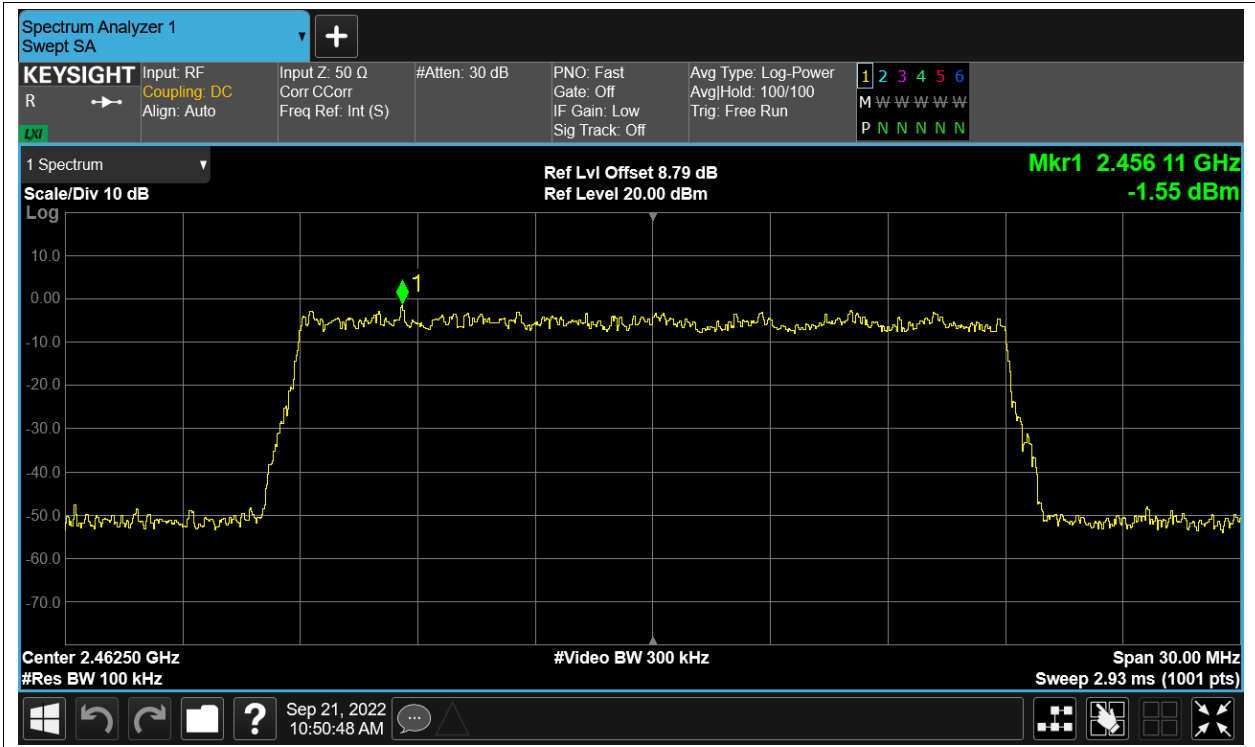 Spectrum Analyzer 1
Swept SA
KEYSIGHT
R
LXI
Input: RF
Coupling: DC
Align: Auto
Input Z: 50 Ω
Corr CCorr
Freq Ref: Int (S)
#Atten: 30 dB
PNO: Fast
Gate: Off
IF Gain: Low
Sig Track: Off
Avg Type: Log-Power
Avg|Hold: 100/100
Trig: Free Run
1 2 3 4 5 6
M W W W W W
P N N N N N
1 Spectrum
Scale/Div 10 dB
Log
Ref Lvl Offset 8.79 dB
Ref Level 20.00 dBm
Mkr1 2.456 11 GHz
-1.55 dBm
10.0
0.00
-10.0
-20.0
-30.0
-40.0
-50.0
-60.0
-70.0
1
Center 2.46250 GHz
#Res BW 100 kHz
#Video BW 300 kHz
Span 30.00 MHz
Sweep 2.93 ms (1001 pts)
?
Sep 21, 2022
10:50:48 AM